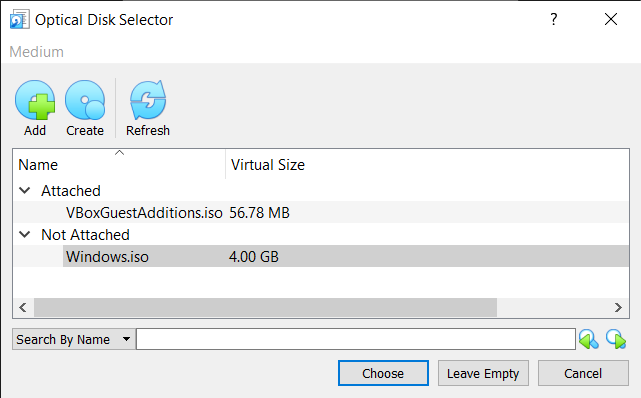 Optical Disk Selector
?
Medium
Add Create Refresh
Name Virtual Size
Attached
VBoxGuestAdditions.iso 56.78 MB
Not Attached
Windows.iso 4.00 GB
Search By Name
Choose Leave Empty Cancel